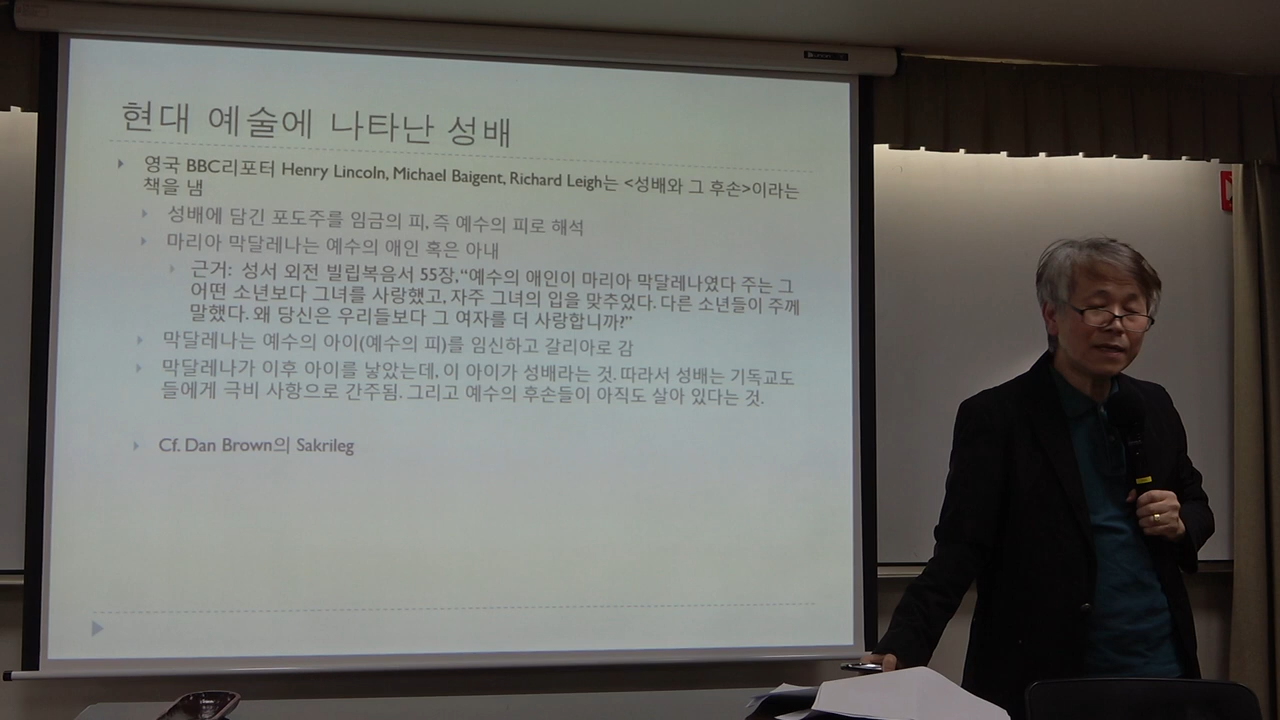 현대 예술에 나타난 성배
영국 BBC리포터 Henry Lincoln, Michael Baigent, Richard Leigh는 <성배와 그 후손>이라는
책을 냄
성배에 담긴 포도주를 임금의 피, 즉 예수의 피로 해석
마리아 막달레나는 예수의 애인 혹은 아내
근거: 성서 외전 빌립복음서 55장,“예수의 애인이 마리아 막달레나였다 주는 그
어떤 소년보다 그녀를 사랑했고, 자주 그녀의 입을 맞추었다. 다른 소년들이 주께
말했다. 왜 당신은 우리들보다 그 여자를 더 사랑합니까?”
막달레나는 예수의 아이(예수의 피)를 임신하고 갈리아로 감
막달레나가 이후 아이를 낳았는데, 이 아이가 성배라는 것. 따라서 성배는 기독교도
들에게 극비 사항으로 간주됨. 그리고 예수의 후손들이 아직도 살아 있다는 것.
Cf. Dan Brown의 Sakrileg